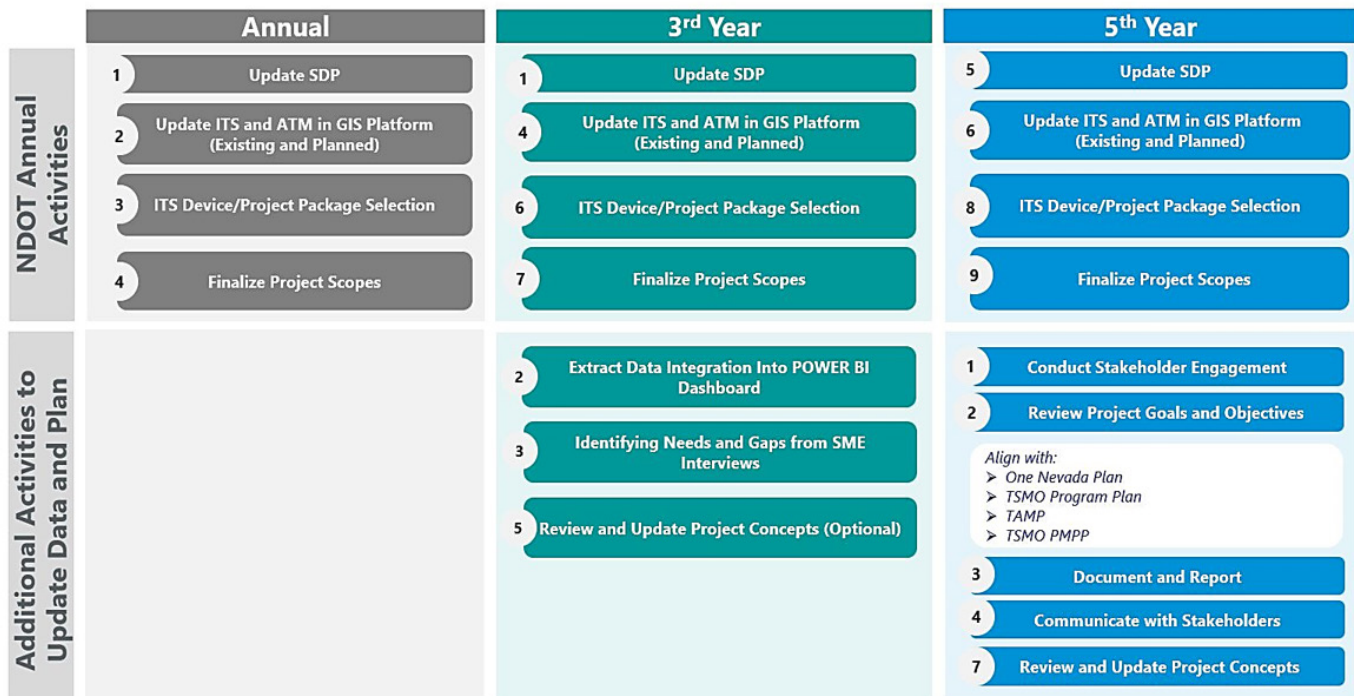 Annual
3rd Year
5th Year
NDOT Annual
Activities
1
Update SDP
2
Update ITS and ATM in GIS Platform
(Existing and Planned)
3
ITS Device/Project Package Selection
4
Finalize Project Scopes
1
Update SDP
4
Update ITS and ATM in GIS Platform
(Existing and Planned)
6
ITS Device/Project Package Selection
7
Finalize Project Scopes
5
Update SDP
6
Update ITS and ATM in GIS Platform
(Existing and Planned)
8
ITS Device/Project Package Selection
9
Finalize Project Scopes
Additional Activities to
Update Data and Plan
2
Extract Data Integration Into POWER BI
Dashboard
3
Identifying Needs and Gaps from SME
Interviews
5
Review and Update Project Concepts (Optional)
1
Conduct Stakeholder Engagement
2
Review Project Goals and Objectives
Align with:
➢ One Nevada Plan
➢ TSMO Program Plan
➢ TAMP
➢ TSMO PMPP
3
Document and Report
4
Communicate with Stakeholders
7
Review and Update Project Concepts